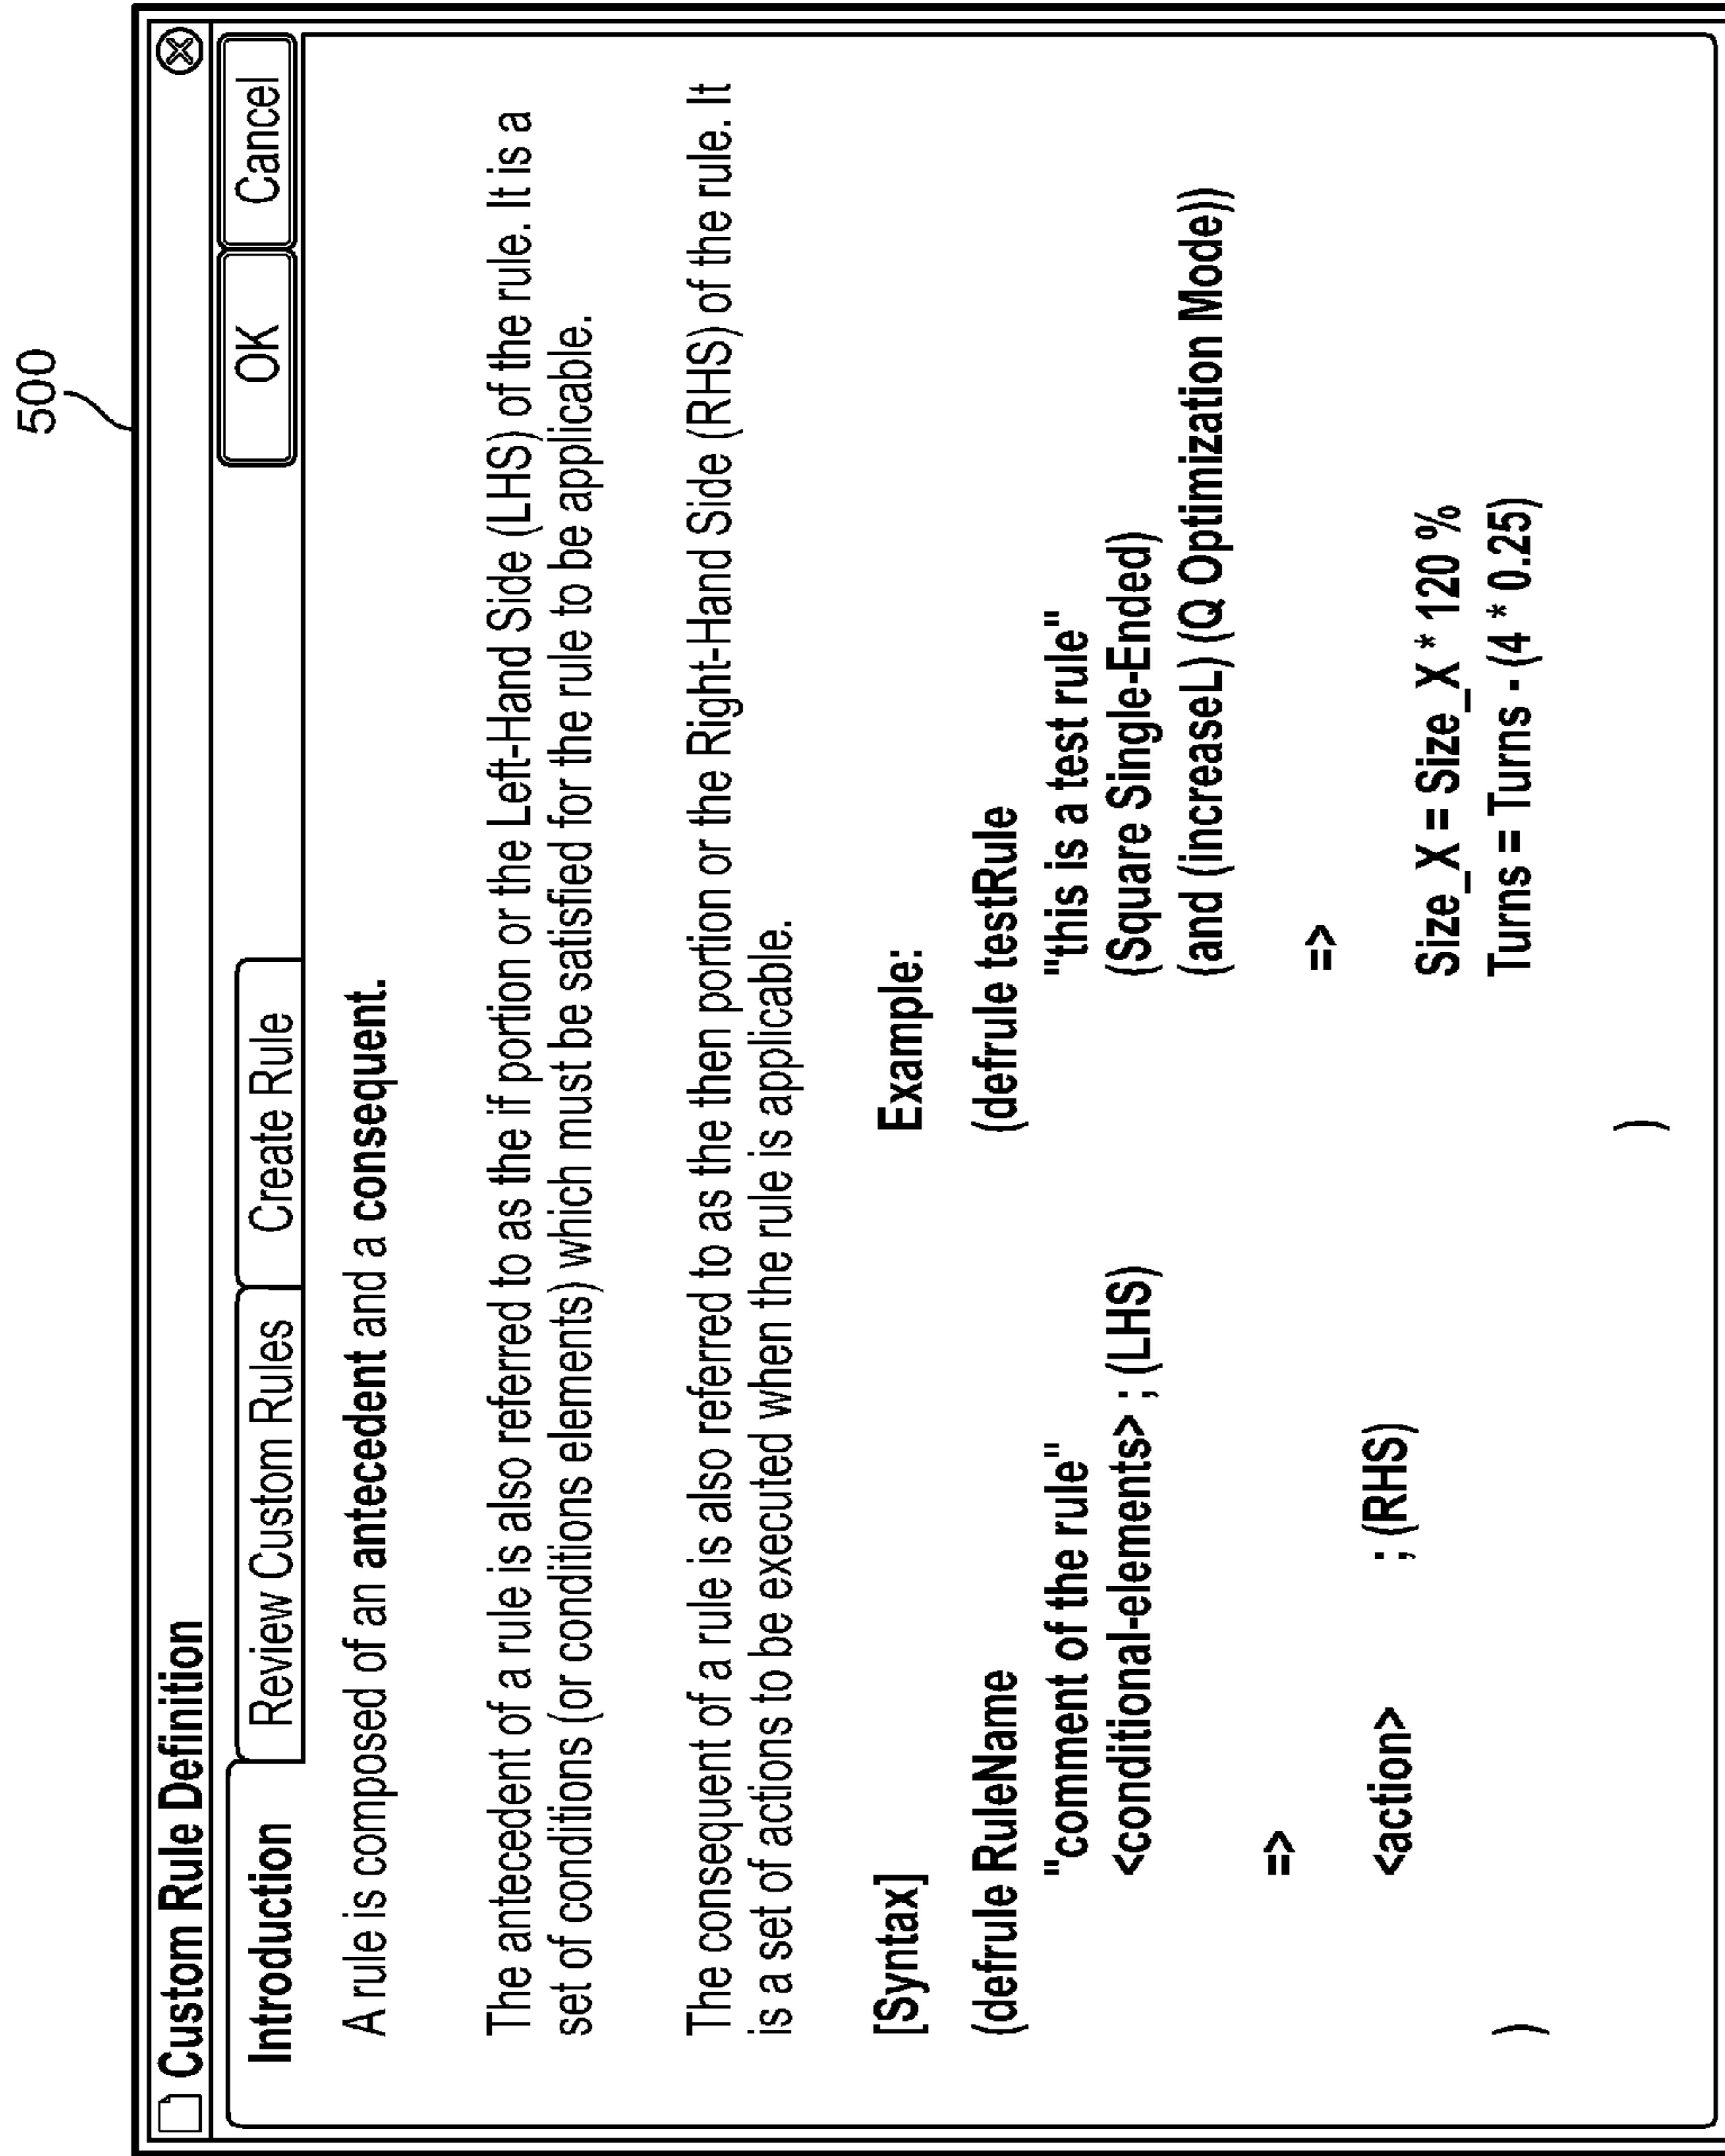 500
Custom Rule Definition
Introduction Review Custom Rules Create Rule OK Cancel
A rule is composed of an antecedent and a consequent.
The antecedent of a rule is also referred to as the if portion or the Left-Hand Side (LHS) of the rule. It is a
set of conditions (or conditions elements) which must be satisfied for the rule to be applicable.
The consequent of a rule is also referred to as the then portion or the Right-Hand Side (RHS) of the rule. It
is a set of actions to be executed when the rule is applicable.
[Syntax]
(defrule RuleName
"comment of the rule"
<conditional-elements> ; (LHS)
=>
<action> ; (RHS)
)
Example:
(defrule testRule
"this is a test rule"
(Square Single-Ended)
(and (increaseL) (Q Optimization Mode))
=>
Size_X = Size_X * 120 %
Turns = Turns - (4 * 0.25)
)